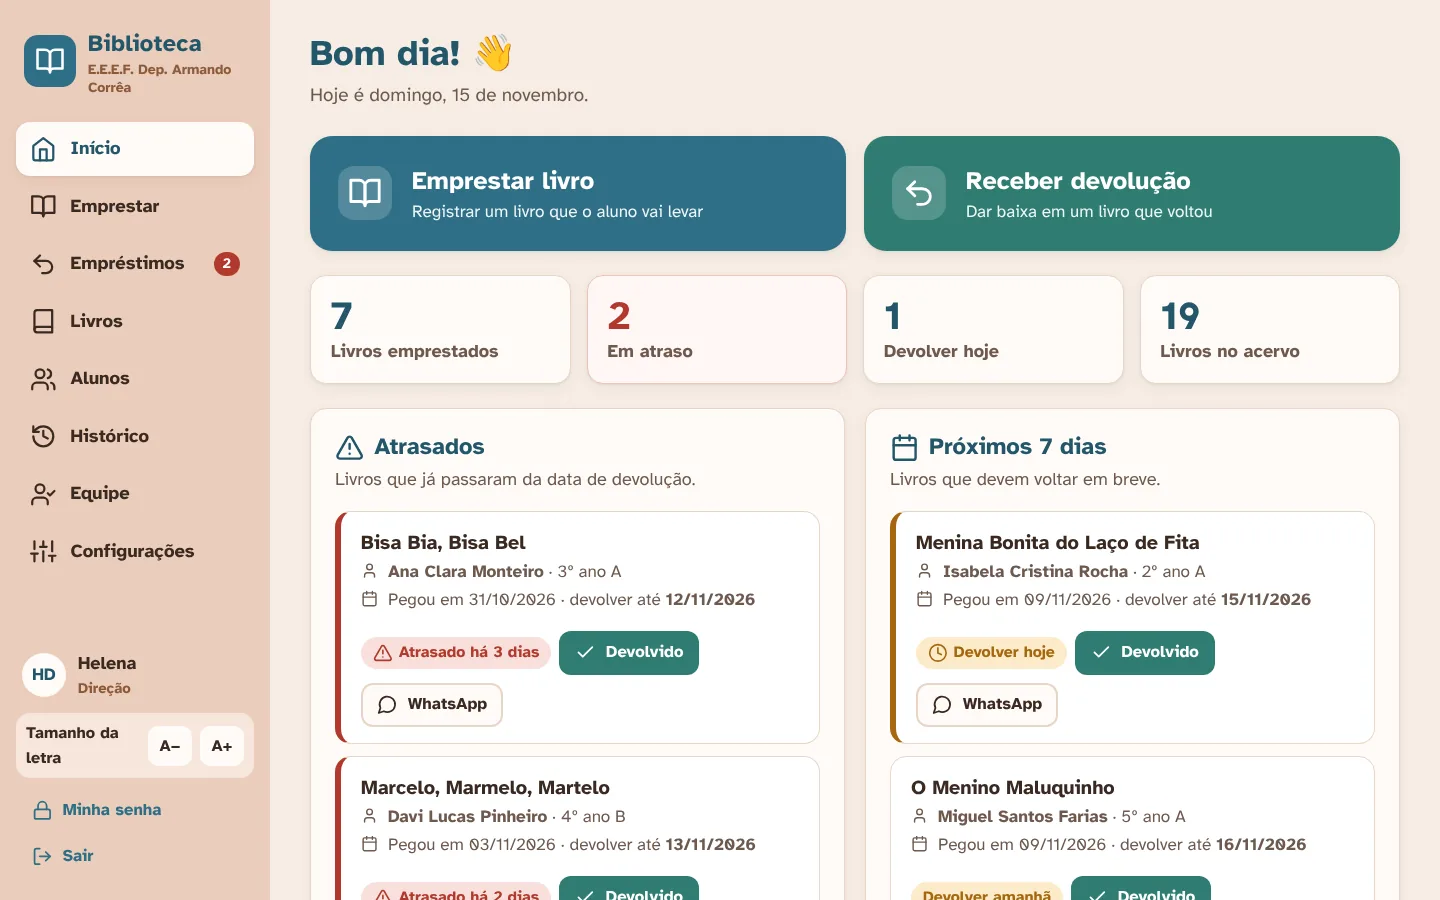 Biblioteca
E.E.E.F. Dep. Armando
Corrêa
Início
Emprestar
Empréstimos
2
Livros
Alunos
Histórico
Equipe
Configurações
HD
Helena
Direção
Tamanho da
letra
A−
A+
Minha senha
Sair
Bom dia! 👋
Hoje é domingo, 15 de novembro.
Emprestar livro
Registrar um livro que o aluno vai levar
Receber devolução
Dar baixa em um livro que voltou
7
Livros emprestados
2
Em atraso
1
Devolver hoje
19
Livros no acervo
Atrasados
Livros que já passaram da data de devolução.
Bisa Bia, Bisa Bel
Ana Clara Monteiro · 3º ano A
Pegou em 31/10/2026 · devolver até 12/11/2026
Atrasado há 3 dias
Devolvido
WhatsApp
Marcelo, Marmelo, Martelo
Davi Lucas Pinheiro · 4º ano B
Pegou em 03/11/2026 · devolver até 13/11/2026
Atrasado há 2 dias
Devolvido
Próximos 7 dias
Livros que devem voltar em breve.
Menina Bonita do Laço de Fita
Isabela Cristina Rocha · 2º ano A
Pegou em 09/11/2026 · devolver até 15/11/2026
Devolver hoje
Devolvido
WhatsApp
O Menino Maluquinho
Miguel Santos Farias · 5º ano A
Pegou em 09/11/2026 · devolver até 16/11/2026
Devolver amanhã
Devolvido